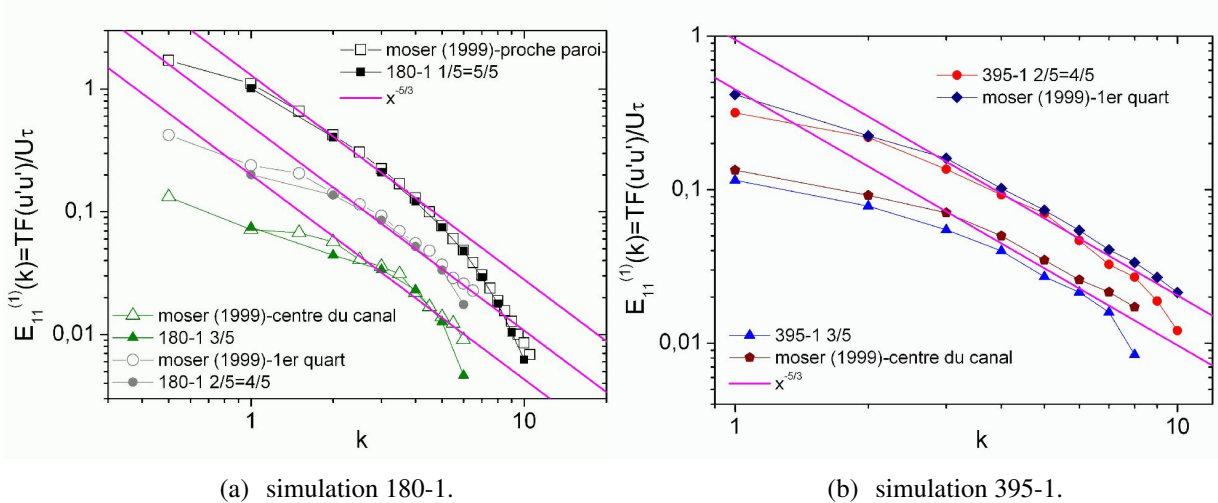 moser (1999)-proche paroi
180-1 1/5=5/5
x^-5/3
1
0,1
0,01
E₁₁^(1)(k)=TF(u'u')/Uτ
moser (1999)-centre du canal
180-1 3/5
moser (1999)-1er quart
180-1 2/5=4/5
1
10
k
(a) simulation 180-1.
1
0,1
0,01
E₁₁^(1)(k)=TF(u'u')/Uτ
395-1 2/5=4/5
moser (1999)-1er quart
395-1 3/5
moser (1999)-centre du canal
x^-5/3
1
10
k
(b) simulation 395-1.